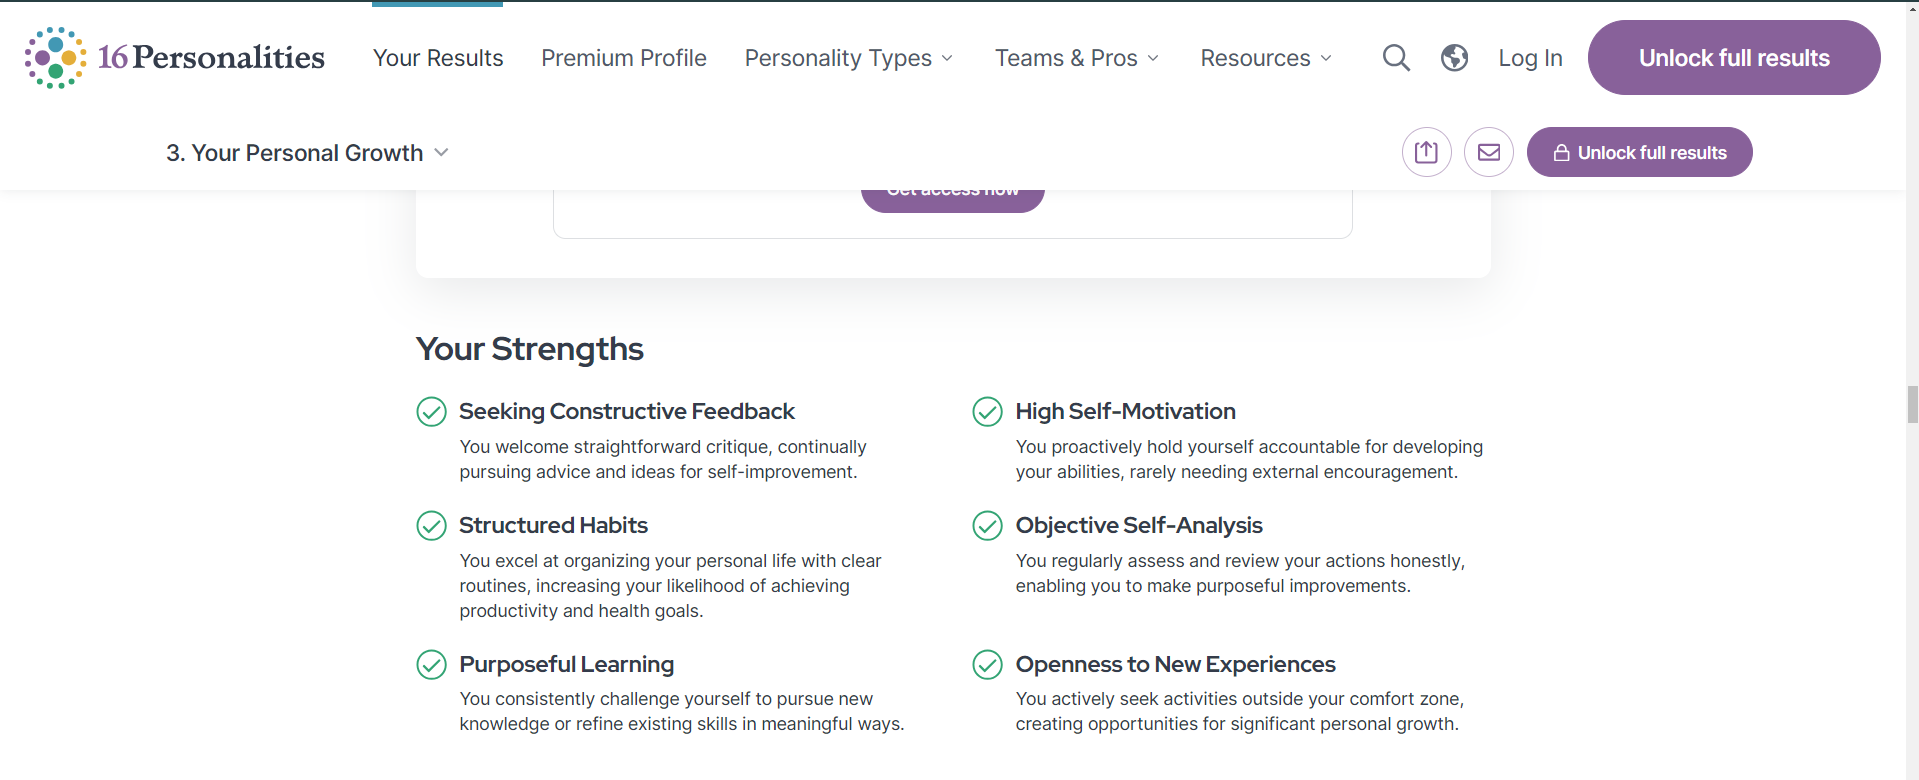 16Personalities
Your Results
Premium Profile
Personality Types
Teams & Pros
Resources
Log In
Unlock full results
3. Your Personal Growth
Unlock full results
Get access now
Your Strengths
Seeking Constructive Feedback
You welcome straightforward critique, continually
pursuing advice and ideas for self-improvement.
High Self-Motivation
You proactively hold yourself accountable for developing
your abilities, rarely needing external encouragement.
Structured Habits
You excel at organizing your personal life with clear
routines, increasing your likelihood of achieving
productivity and health goals.
Objective Self-Analysis
You regularly assess and review your actions honestly,
enabling you to make purposeful improvements.
Purposeful Learning
You consistently challenge yourself to pursue new
knowledge or refine existing skills in meaningful ways.
Openness to New Experiences
You actively seek activities outside your comfort zone,
creating opportunities for significant personal growth.